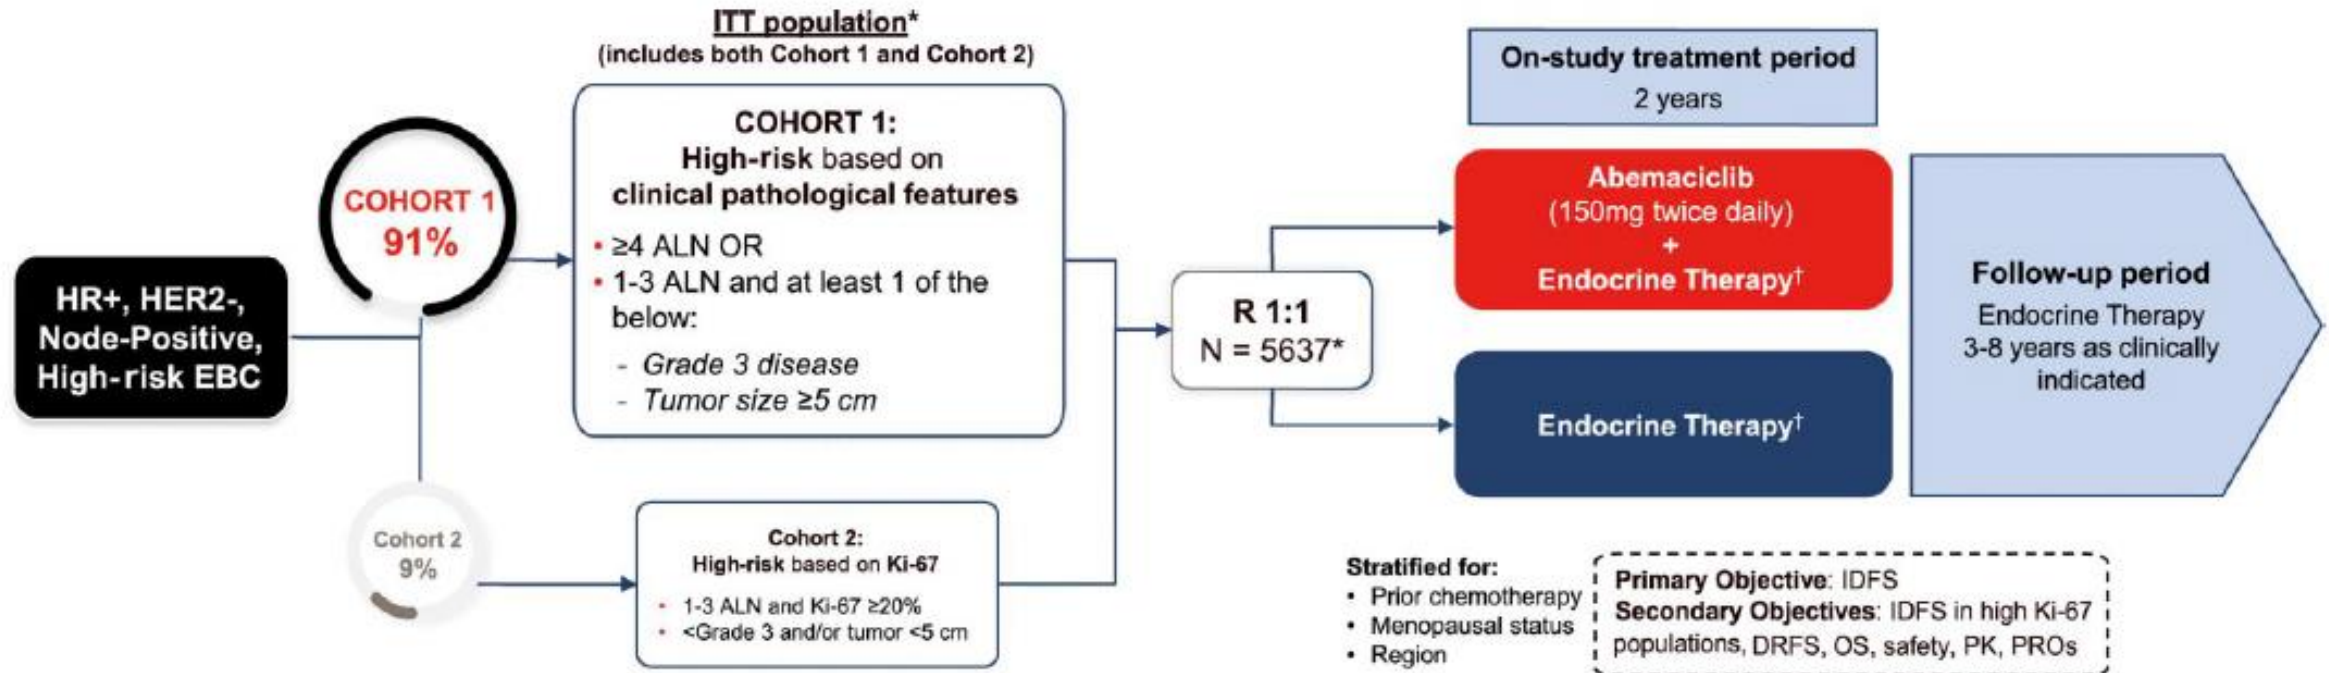 ITT population*
(includes both Cohort 1 and Cohort 2)
HR+, HER2-,
Node-Positive,
High-risk EBC
COHORT 1
91%
COHORT 1:
High-risk based on
clinical pathological features
• ≥4 ALN OR
• 1-3 ALN and at least 1 of the
below:
- Grade 3 disease
- Tumor size ≥5 cm
Cohort 2
9%
Cohort 2:
High-risk based on Ki-67
• 1-3 ALN and Ki-67 ≥20%
• <Grade 3 and/or tumor <5 cm
R 1:1
N = 5637*
On-study treatment period
2 years
Abemaciclib
(150mg twice daily)
+
Endocrine Therapy†
Endocrine Therapy†
Follow-up period
Endocrine Therapy
3-8 years as clinically
indicated
Stratified for:
• Prior chemotherapy
• Menopausal status
• Region
Primary Objective: IDFS
Secondary Objectives: IDFS in high Ki-67
populations, DRFS, OS, safety, PK, PROs